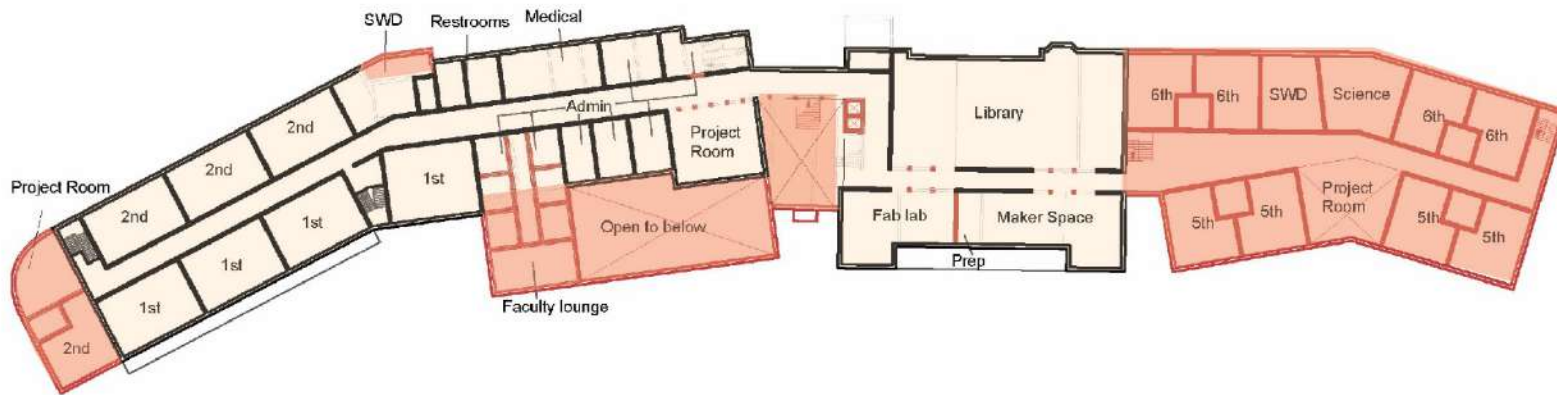 SWD
Restrooms
Medical
Admin
2nd
2nd
2nd
Project Room
1st
1st
1st
1st
2nd
Project
Room
Open to below
Faculty lounge
Library
Fab lab
Maker Space
Prep
6th
6th
SWD
Science
6th
6th
5th
5th
Project
Room
5th
5th